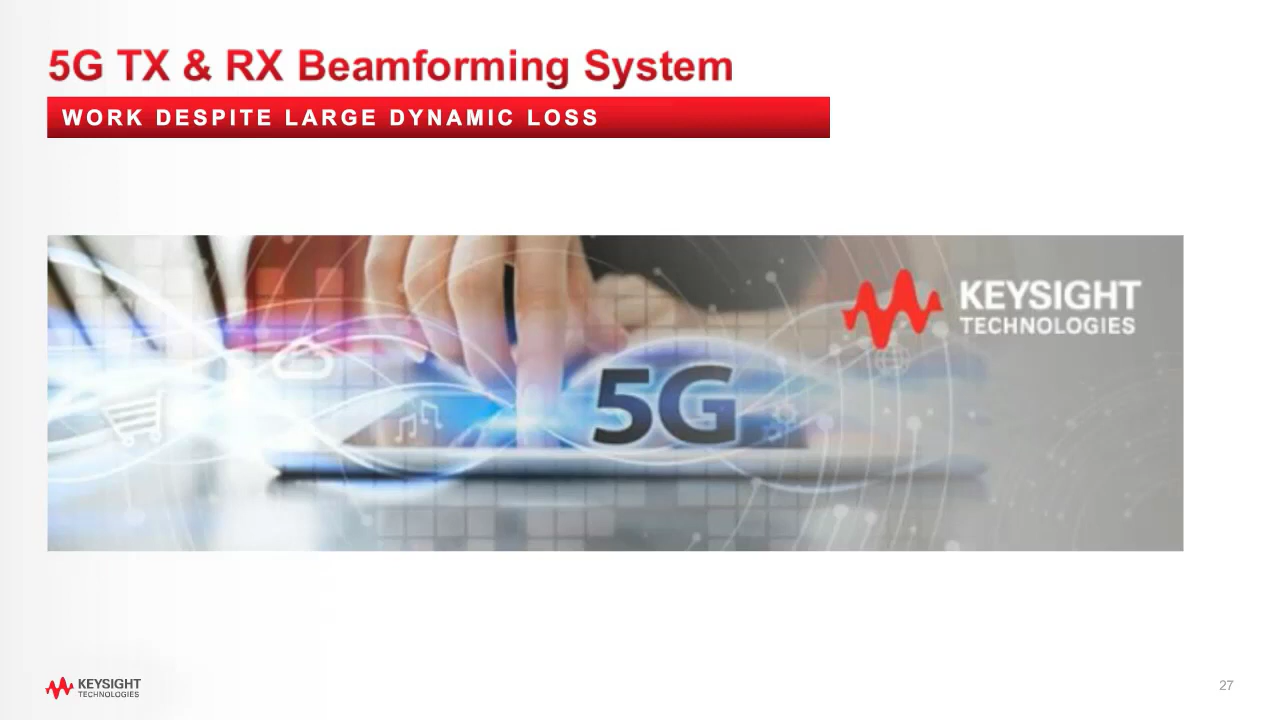 5G TX & RX Beamforming System
WORK DESPITE LARGE DYNAMIC LOSS
KEYSIGHT
TECHNOLOGIES
5G
KEYSIGHT
TECHNOLOGIES
27